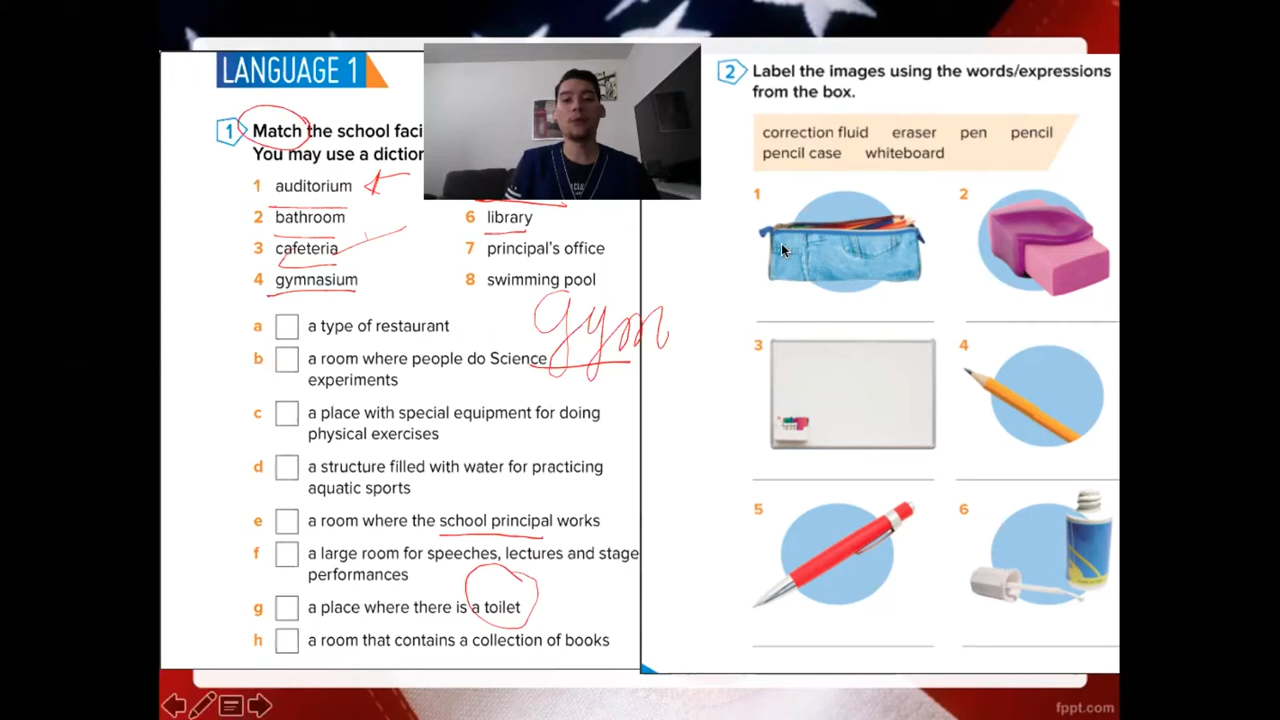 LANGUAGE 1
1 Match the school faci
You may use a diction
1 auditorium
2 bathroom
3 cafeteria
4 gymnasium
6 library
7 principal's office
8 swimming pool
gym
a a type of restaurant
b a room where people do Science
experiments
c a place with special equipment for doing
physical exercises
d a structure filled with water for practicing
aquatic sports
e a room where the school principal works
f a large room for speeches, lectures and stage
performances
g a place where there is a toilet
h a room that contains a collection of books
2 Label the images using the words/expressions
from the box.
correction fluid eraser pen pencil
pencil case whiteboard
1
2
3
4
5
6
fppt.com